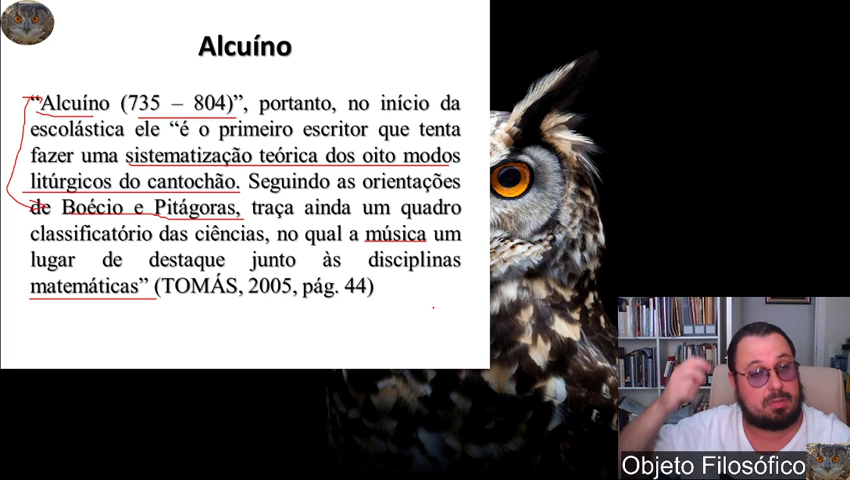 Alcuíno
“Alcuíno (735 – 804)”, portanto, no início da
escolástica ele “é o primeiro escritor que tenta
fazer uma sistematização teórica dos oito modos
litúrgicos do cantochão. Seguindo as orientações
de Boécio e Pitágoras, traça ainda um quadro
classificatório das ciências, no qual a música um
lugar de destaque junto às disciplinas
matemáticas” (TOMÁS, 2005, pág. 44)
Objeto Filosófico